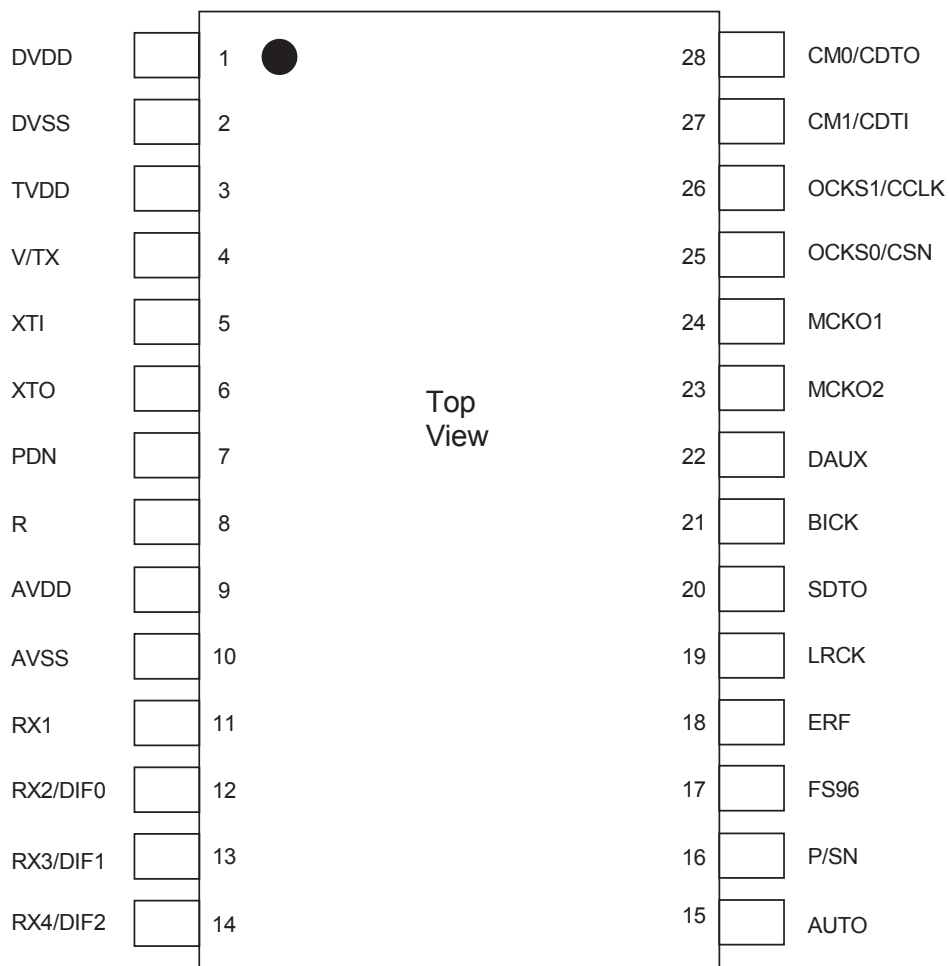 DVDD 1 28 CM0/CDTO
DVSS 2 27 CM1/CDTI
TVDD 3 26 OCKS1/CCLK
V/TX 4 25 OCKS0/CSN
XTI 5 24 MCKO1
XTO 6 23 MCKO2
Top
View
PDN 7 22 DAUX
R 8 21 BICK
AVDD 9 20 SDTO
AVSS 10 19 LRCK
RX1 11 18 ERF
RX2/DIF0 12 17 FS96
RX3/DIF1 13 16 P/SN
RX4/DIF2 14 15 AUTO